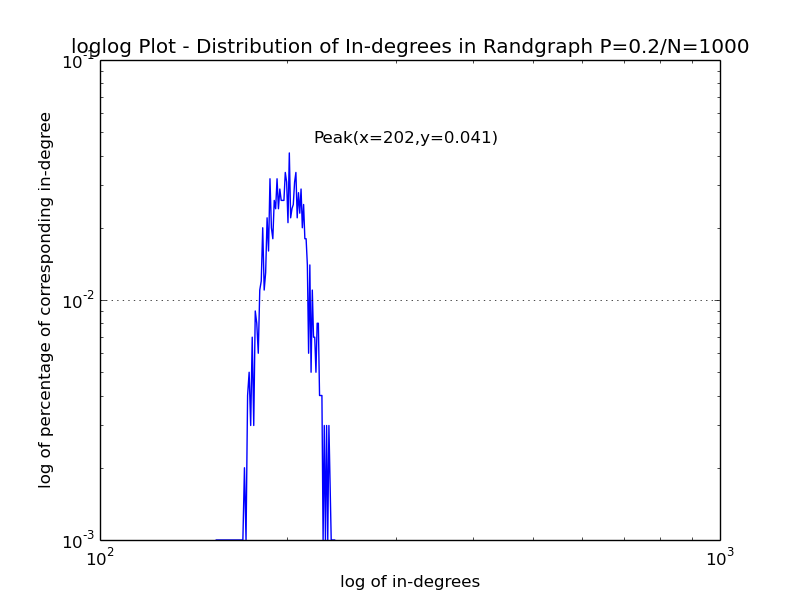 loglog Plot - Distribution of In-degrees in Randgraph P=0.2/N=1000
10^-1
Peak(x=202,y=0.041)
log of percentage of corresponding in-degree
10^-2
10^-3
10^2
10^3
log of in-degrees